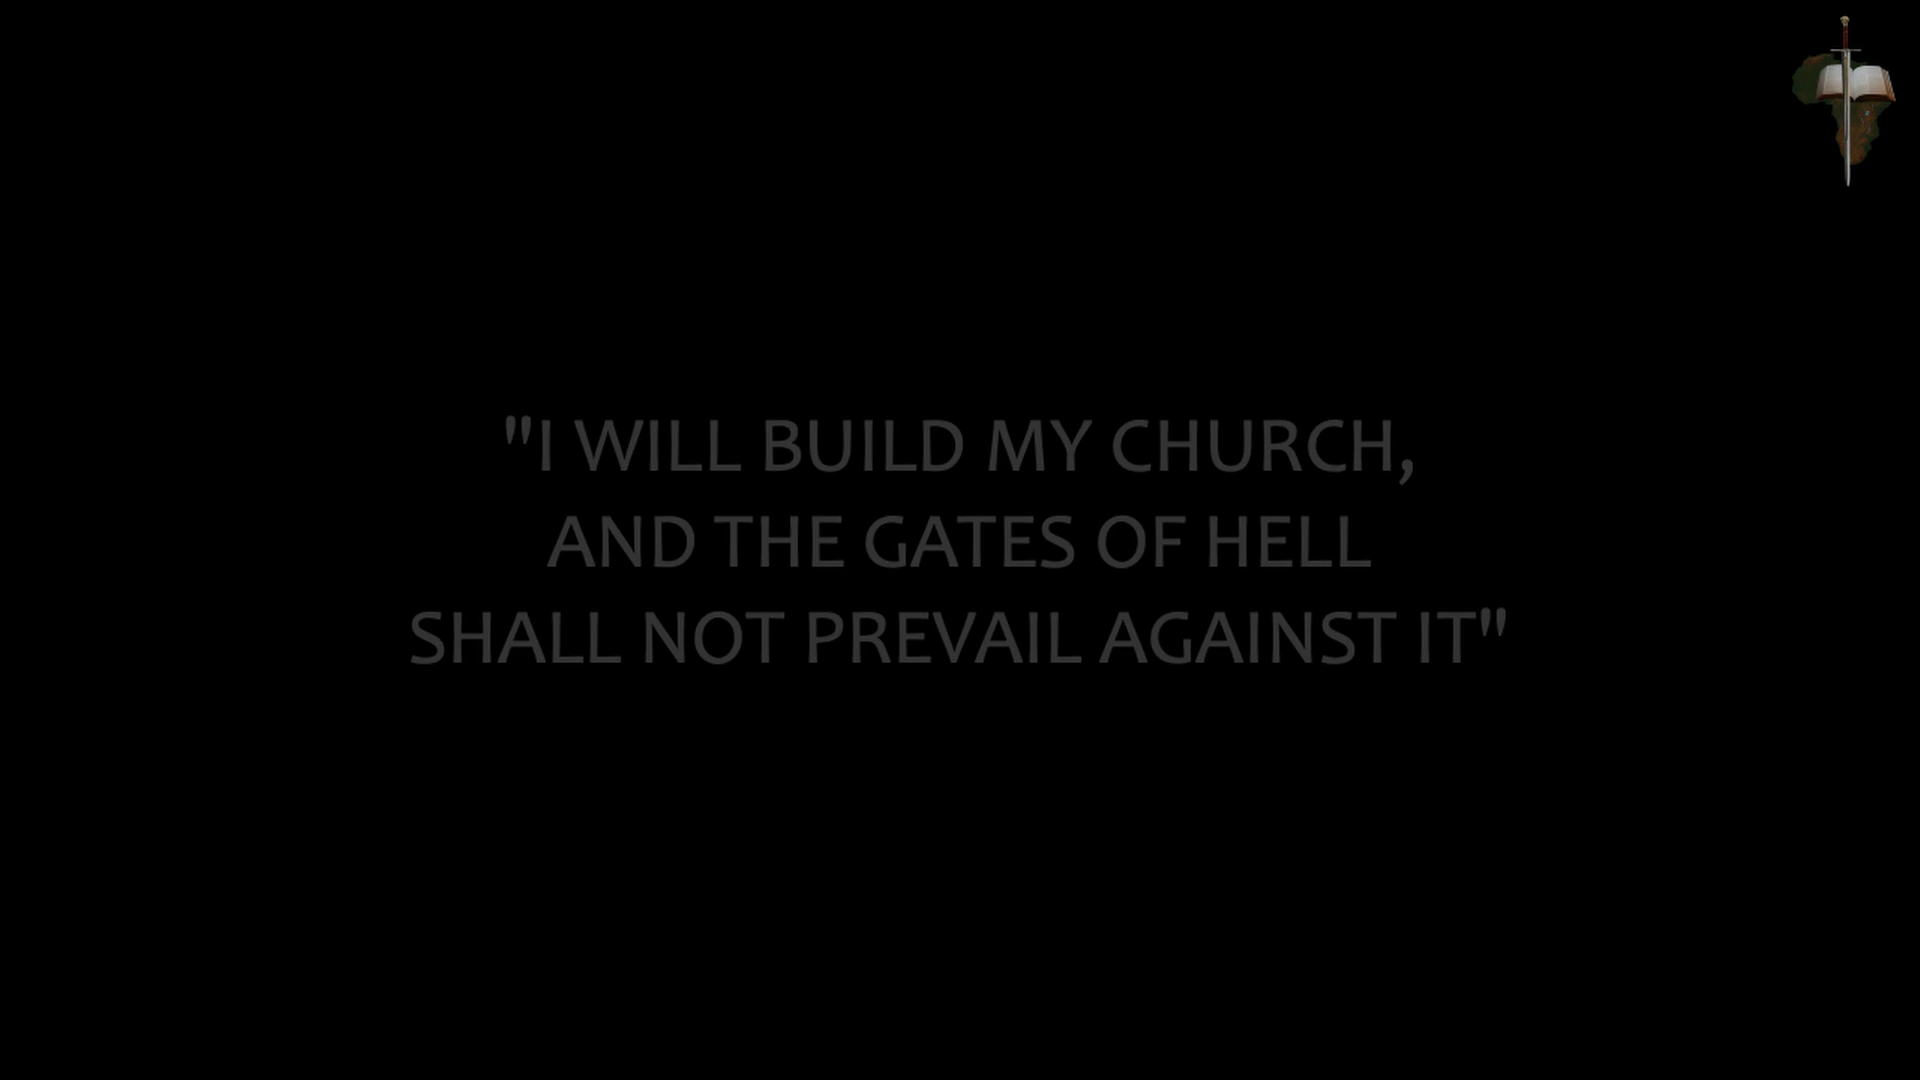 "I WILL BUILD MY CHURCH,
AND THE GATES OF HELL
SHALL NOT PREVAIL AGAINST IT"